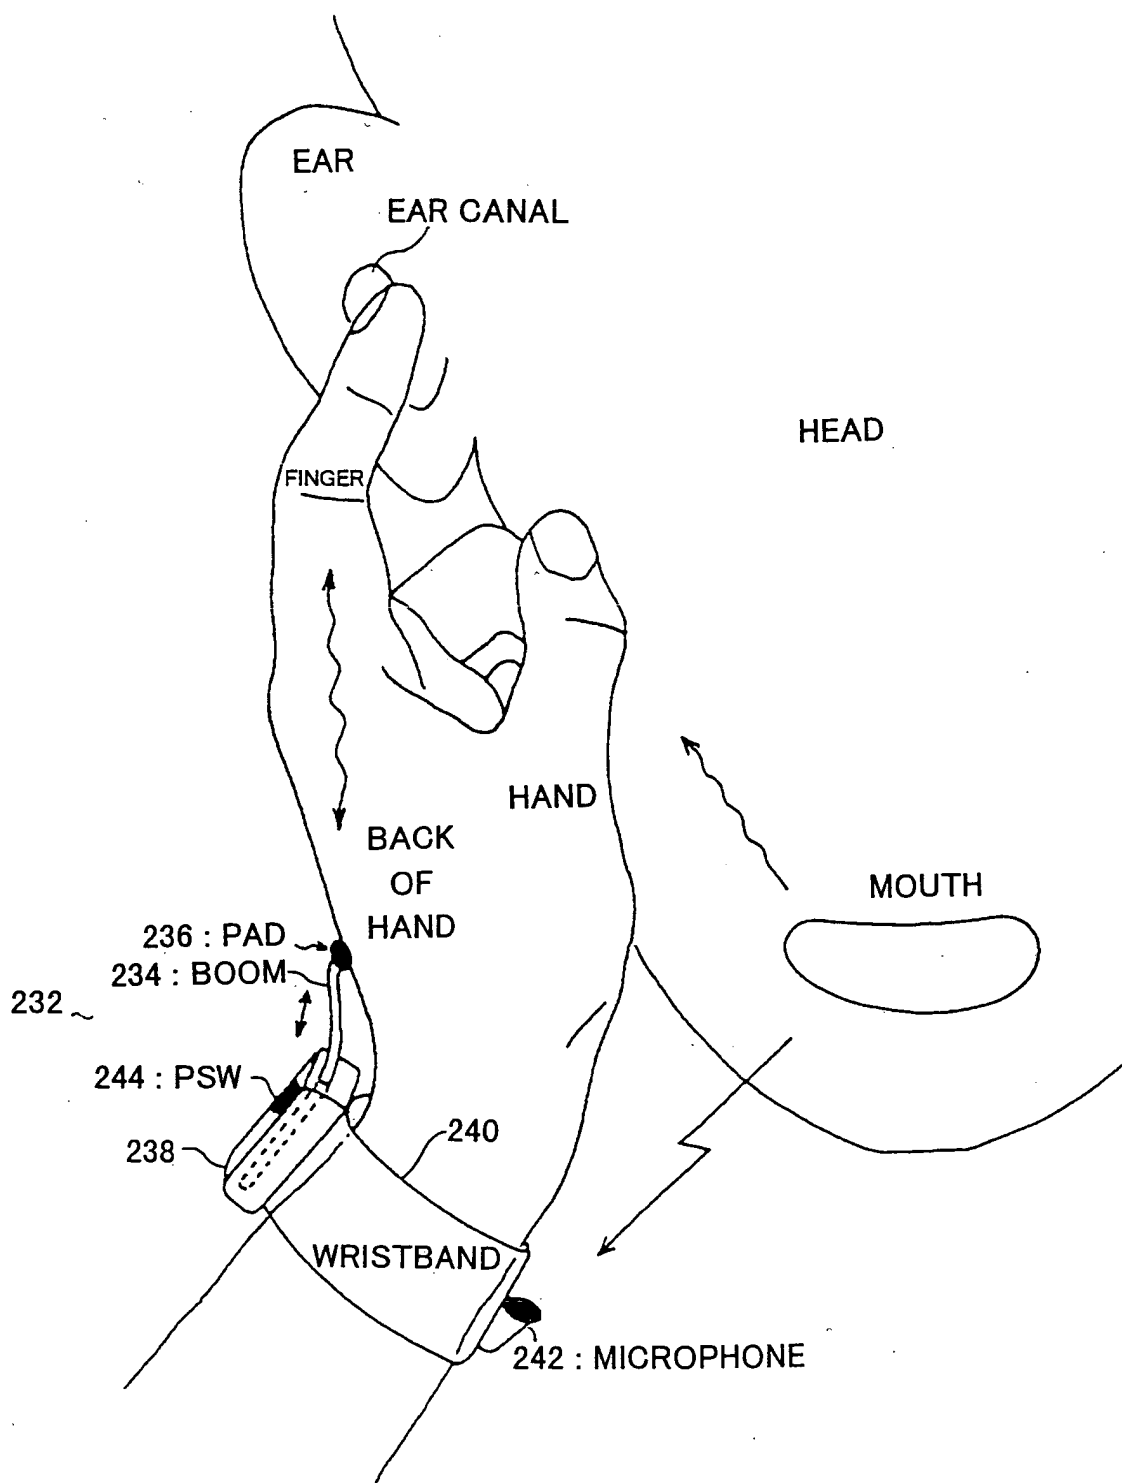 EAR
EAR CANAL
HEAD
FINGER
HAND
BACK
OF
HAND
MOUTH
236 : PAD
234 : BOOM
232
244 : PSW
238
240
WRISTBAND
242 : MICROPHONE